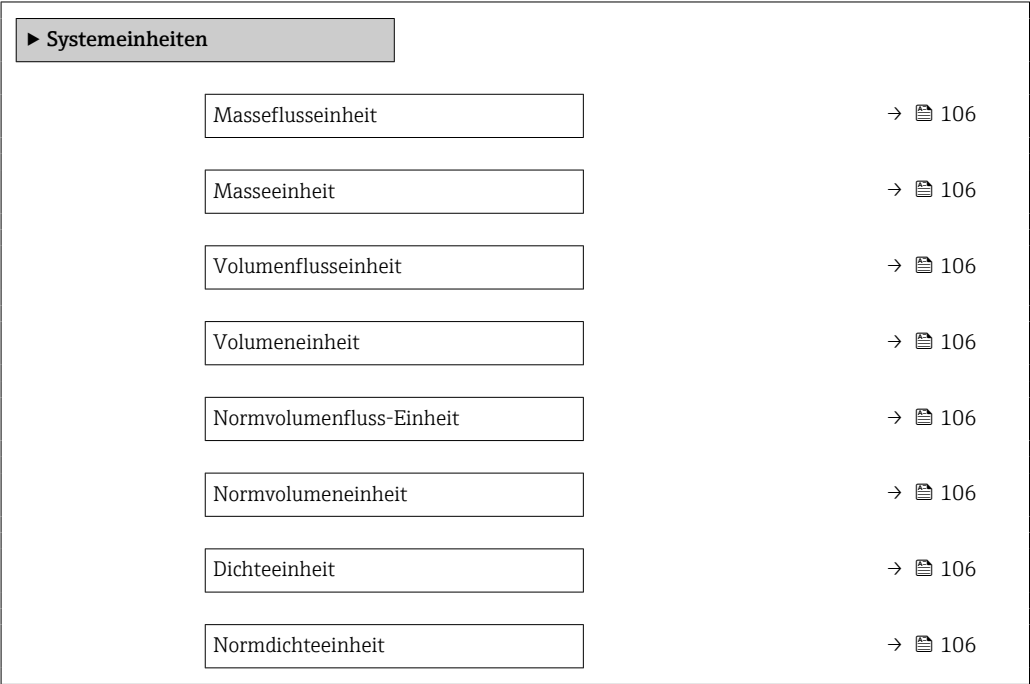 ▶ Systemeinheiten
Masseflusseinheit → 🖹 106
Masseeinheit → 🖹 106
Volumenflusseinheit → 🖹 106
Volumeneinheit → 🖹 106
Normvolumenfluss-Einheit → 🖹 106
Normvolumeneinheit → 🖹 106
Dichteeinheit → 🖹 106
Normdichteeinheit → 🖹 106